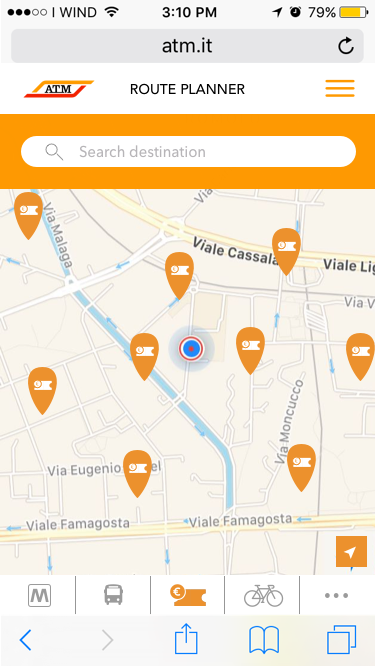 I WIND 3:10 PM 79%
atm.it
ATM ROUTE PLANNER
Search destination
Via Malaga
Viale Cassala
Viale Lig
Via V
Via Moncucco
Via Eugenio
Viale Famagosta
Viale Famagosta
M €